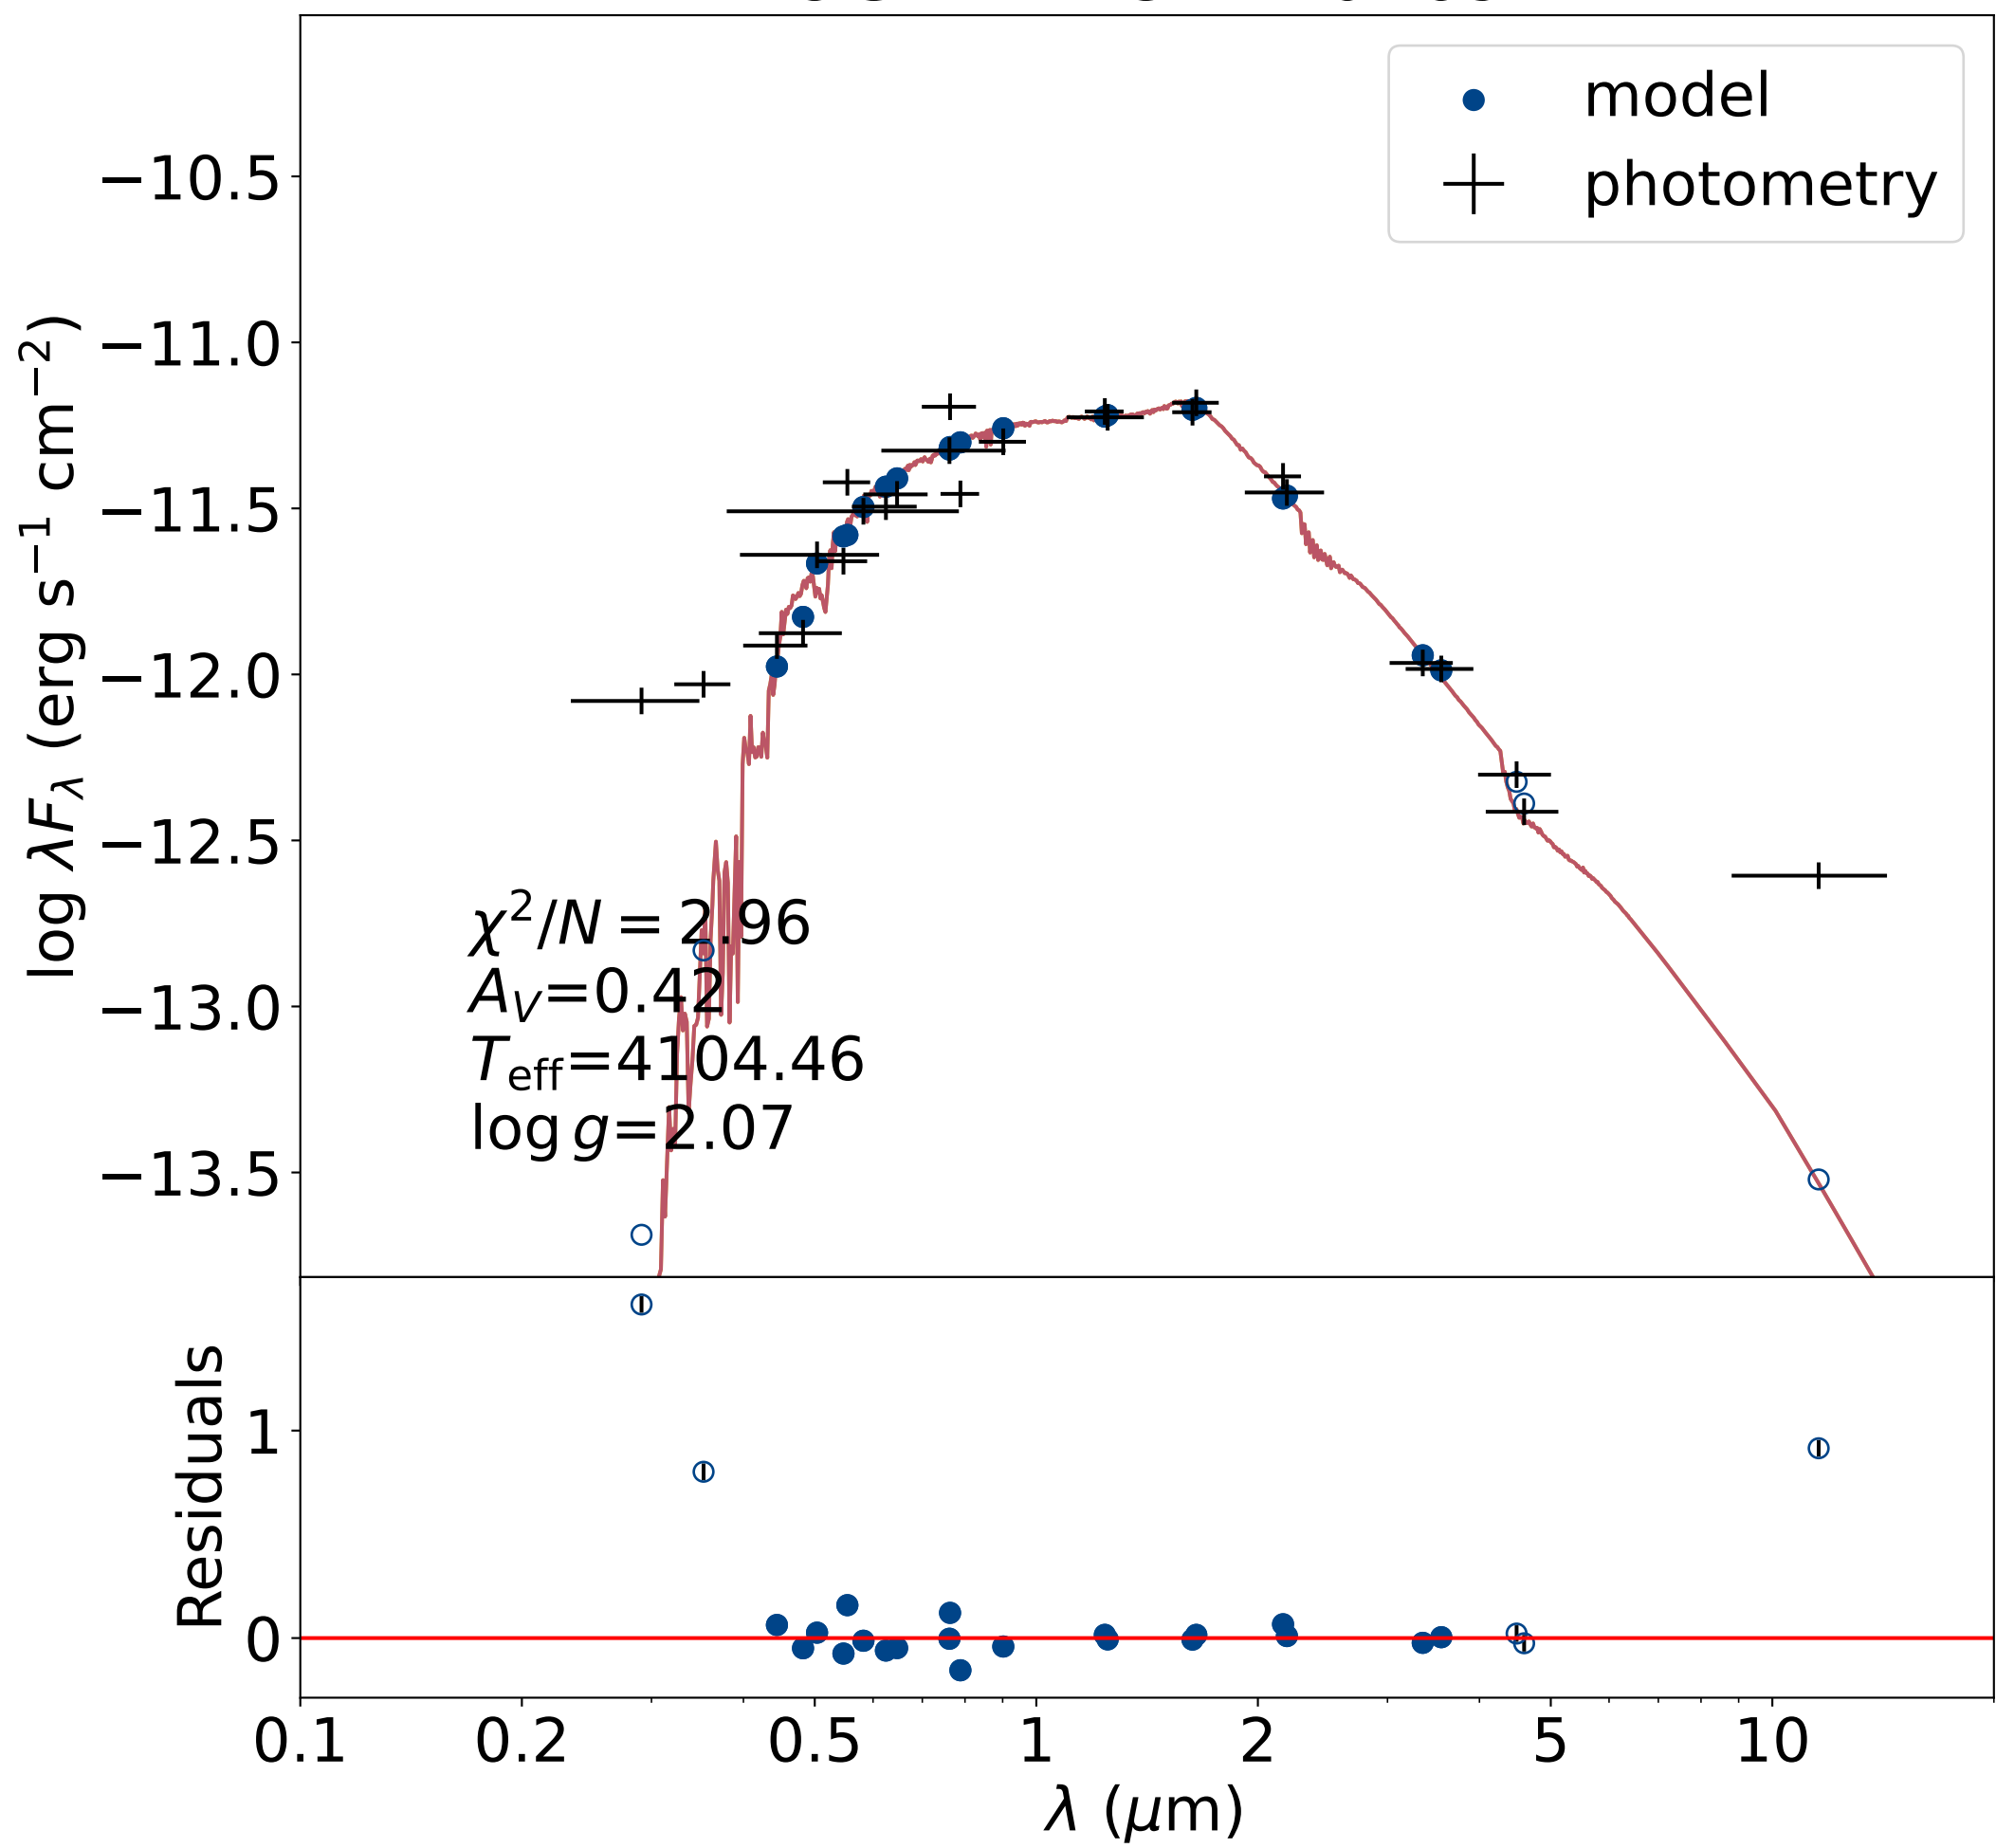 model
photometry
−10.5
−11.0
−11.5
−12.0
−12.5
−13.0
−13.5
log λF_λ (erg s⁻¹ cm⁻²)
χ²/N = 2.96
A_V=0.42
T_eff=4104.46
log g=2.07
1
0
Residuals
0.1 0.2 0.5 1 2 5 10
λ (μm)